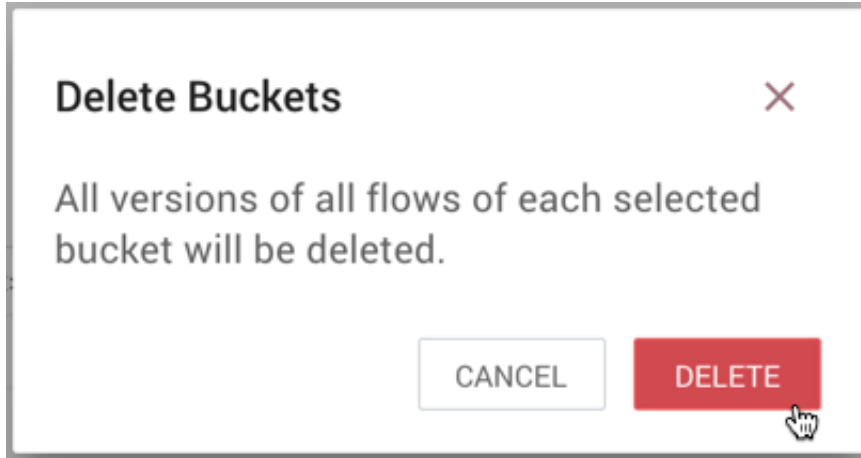 Delete Buckets
All versions of all flows of each selected
bucket will be deleted.
CANCEL
DELETE